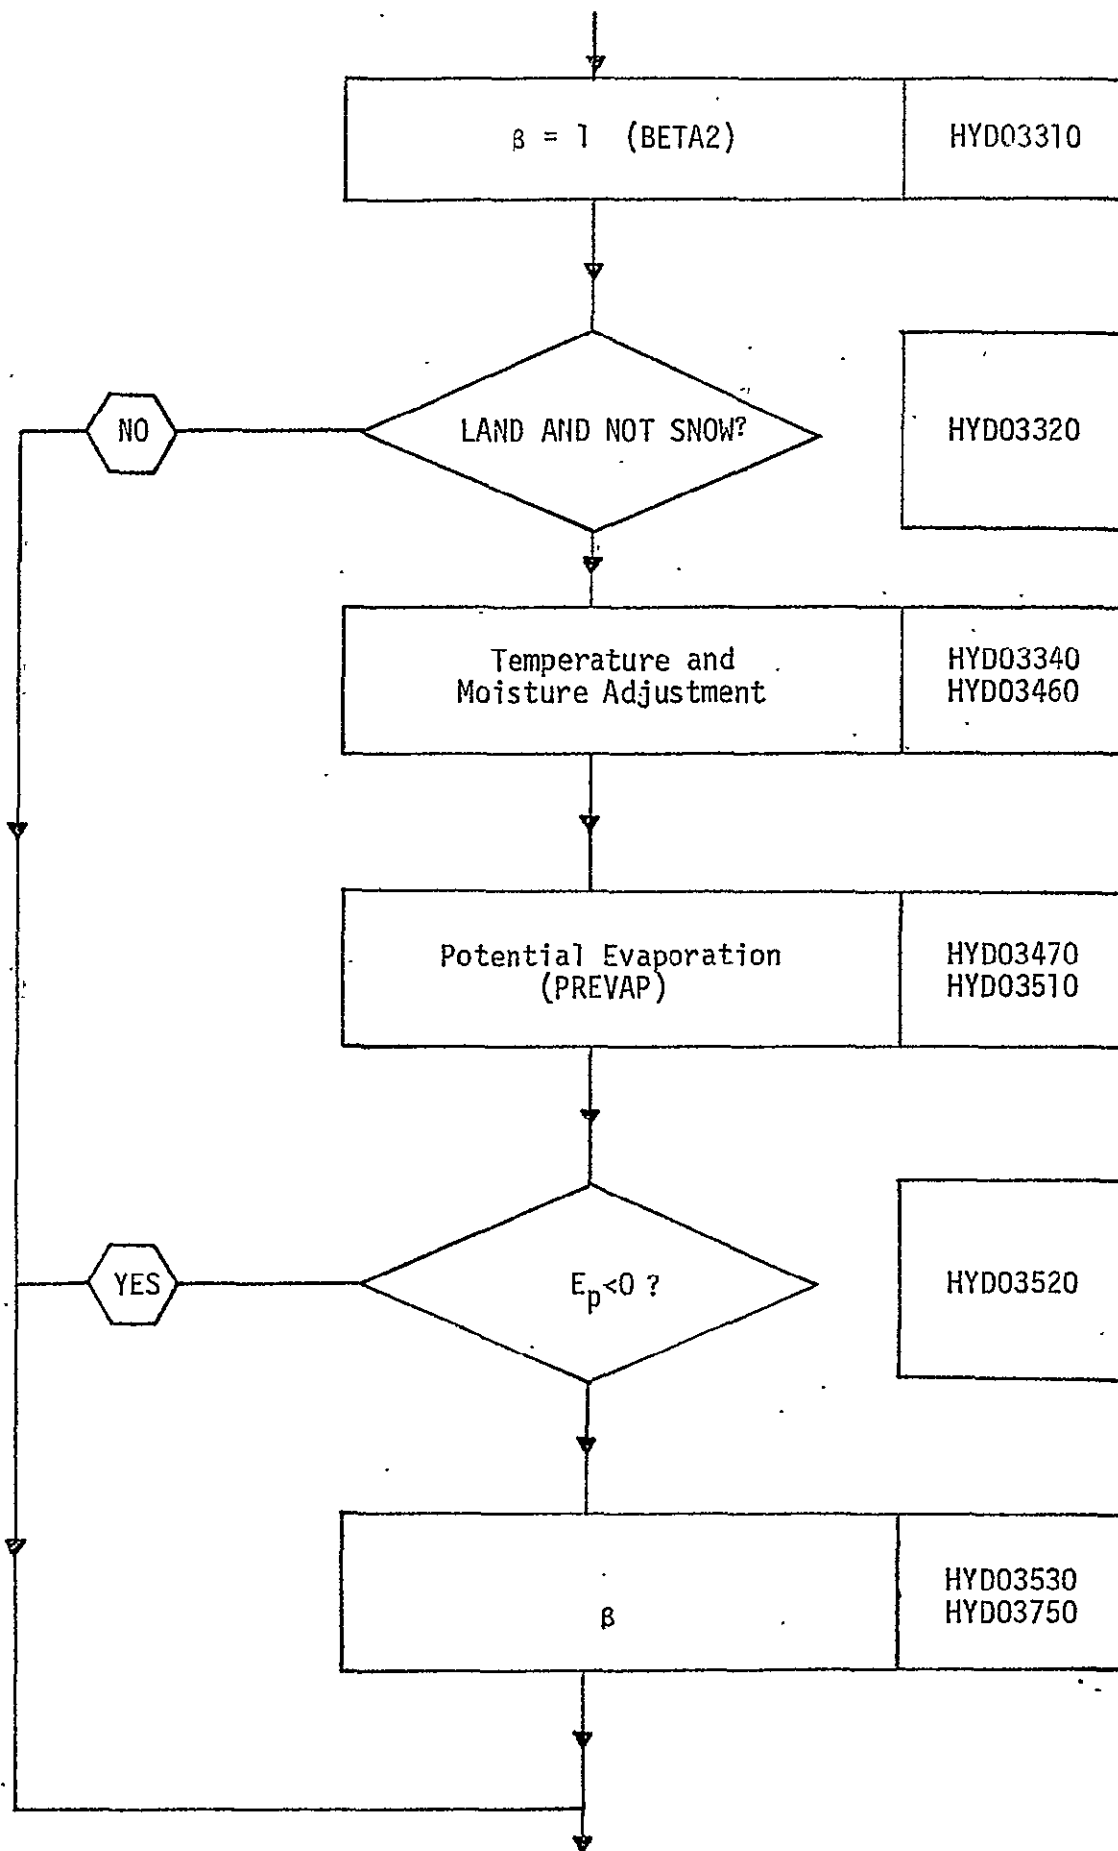 β = 1 (BETA2)
HYD03310
LAND AND NOT SNOW?
NO
HYD03320
Temperature and
Moisture Adjustment
HYD03340
HYD03460
Potential Evaporation
(PREVAP)
HYD03470
HYD03510
YES
Ep<0 ?
HYD03520
β
HYD03530
HYD03750